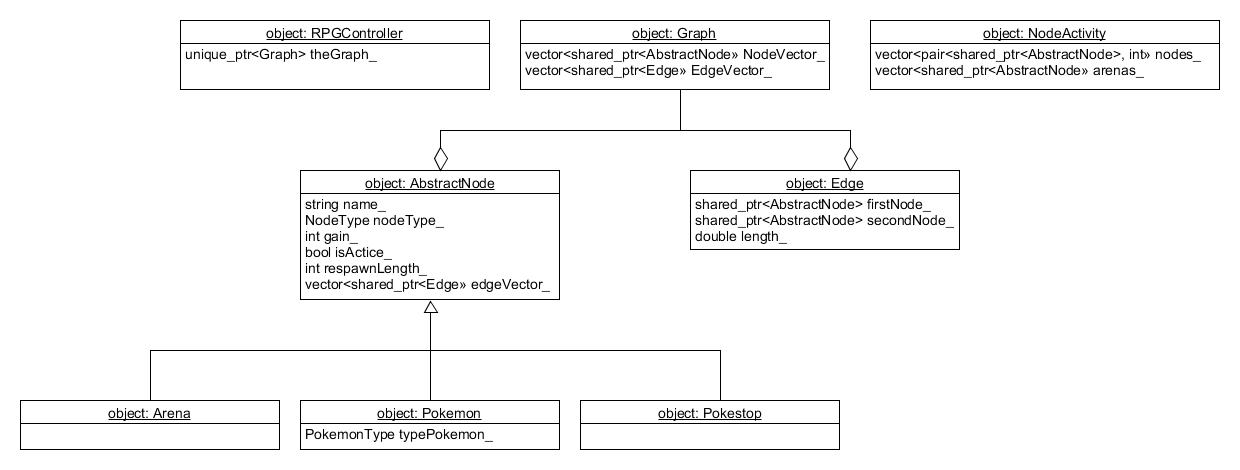 object: RPGController
unique_ptr<Graph> theGraph_
object: Graph
vector<shared_ptr<AbstractNode» NodeVector_
vector<shared_ptr<Edge» EdgeVector_
object: NodeActivity
vector<pair<shared_ptr<AbstractNode>, int» nodes_
vector<shared_ptr<AbstractNode» arenas_
object: AbstractNode
string name_
NodeType nodeType_
int gain_
bool isActice_
int respawnLength_
vector<shared_ptr<Edge» edgeVector_
object: Edge
shared_ptr<AbstractNode> firstNode_
shared_ptr<AbstractNode> secondNode_
double length_
object: Arena
object: Pokemon
PokemonType typePokemon_
object: Pokestop